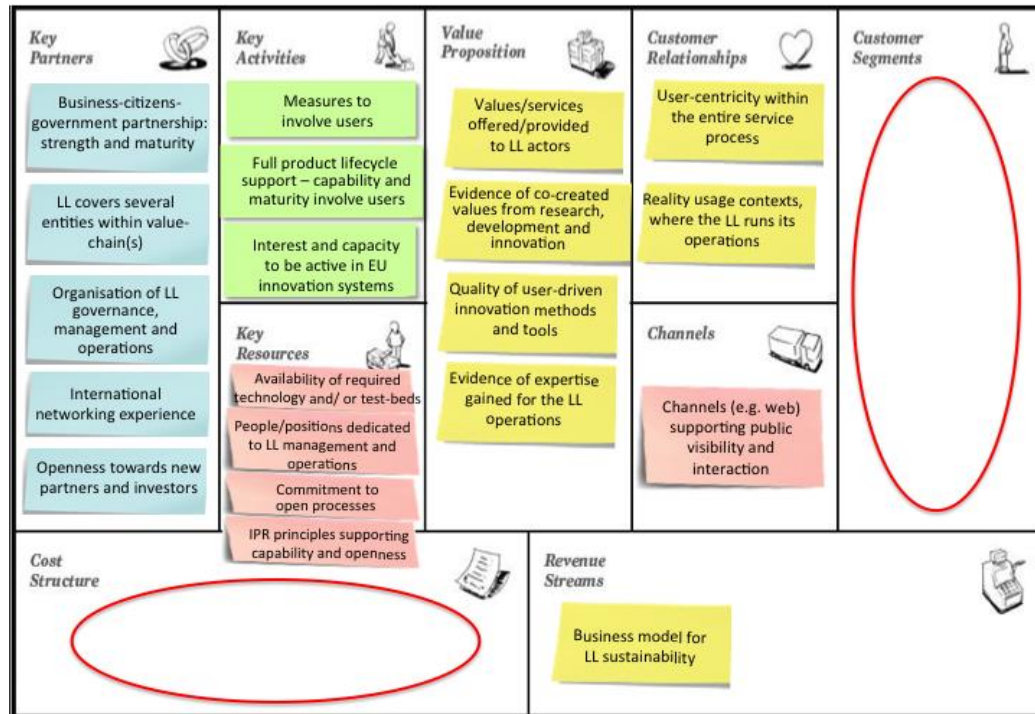 Key
Partners
Business-citizens-
government partnership:
strength and maturity
LL covers several
entities within value-
chain(s)
Organisation of LL
governance,
management and
operations
International
networking experience
Openness towards new
partners and investors
Key
Activities
Measures to
involve users
Full product lifecycle
support – capability and
maturity involve users
Interest and capacity
to be active in EU
innovation systems
Key
Resources
Availability of required
technology and/ or test-beds
People/positions dedicated
to LL management and
operations
Commitment to
open processes
IPR principles supporting
capability and openness
Value
Proposition
Values/services
offered/provided
to LL actors
Evidence of co-created
values from research,
development and
innovation
Quality of user-driven
innovation methods
and tools
Evidence of expertise
gained for the LL
operations
Customer
Relationships
User-centricity within
the entire service
process
Reality usage contexts,
where the LL runs its
operations
Channels
Channels (e.g. web)
supporting public
visibility and
interaction
Customer
Segments
Cost
Structure
Revenue
Streams
Business model for
LL sustainability